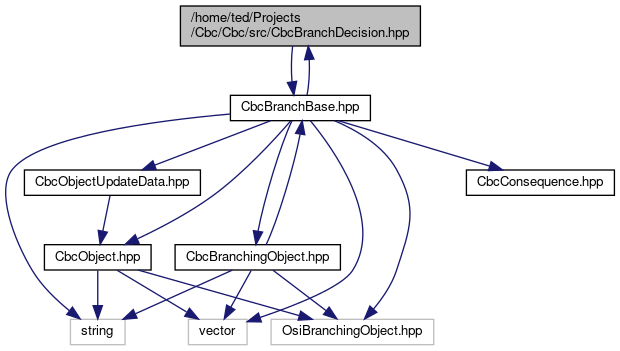 /home/ted/Projects
/Cbc/Cbc/src/CbcBranchDecision.hpp
CbcBranchBase.hpp
CbcObjectUpdateData.hpp
CbcConsequence.hpp
CbcObject.hpp
CbcBranchingObject.hpp
string
vector
OsiBranchingObject.hpp